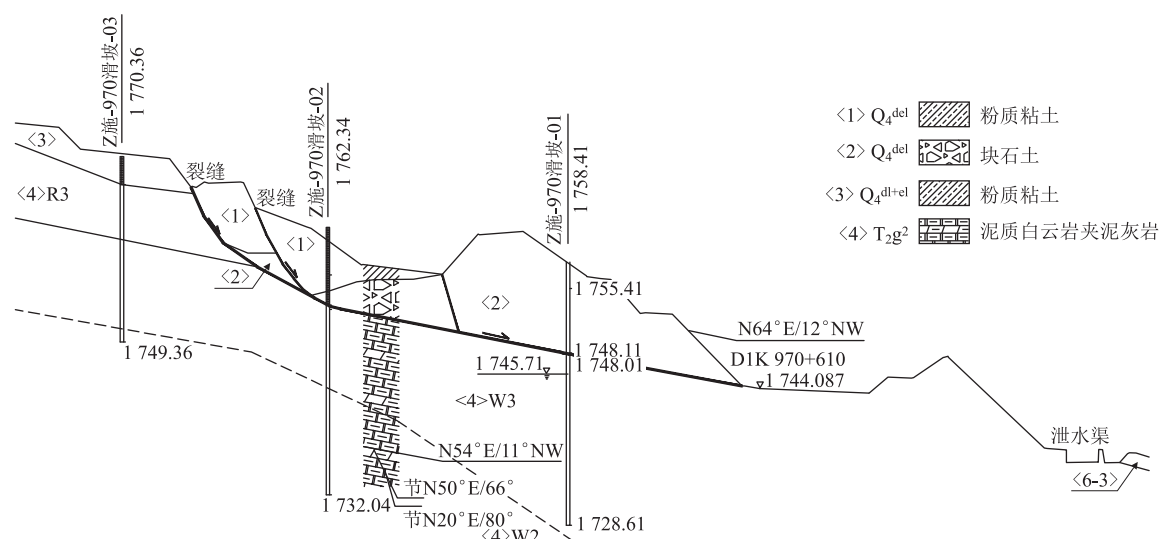 Z施-970滑坡-03
1 770.36
Z施-970滑坡-02
1 762.34
Z施-970滑坡-01
1 758.41
<1> Q₄ᵈᵉˡ 粉质粘土
<2> Q₄ᵈᵉˡ 块石土
<3> Q₄ᵈˡ⁺ᵉˡ 粉质粘土
<4> T₂g² 泥质白云岩夹泥灰岩
<3>
裂缝
<4>R3
裂缝
<1>
<1>
<2>
<2>
1 755.41
N64°E/12°NW
1 749.36
1 748.11
D1K 970+610
1 745.71
1 748.01
1 744.087
<4>W3
泄水渠
N54°E/11°NW
<6-3>
节N50°E/66°
1 732.04
节N20°E/80°
1 728.61
<4>W2